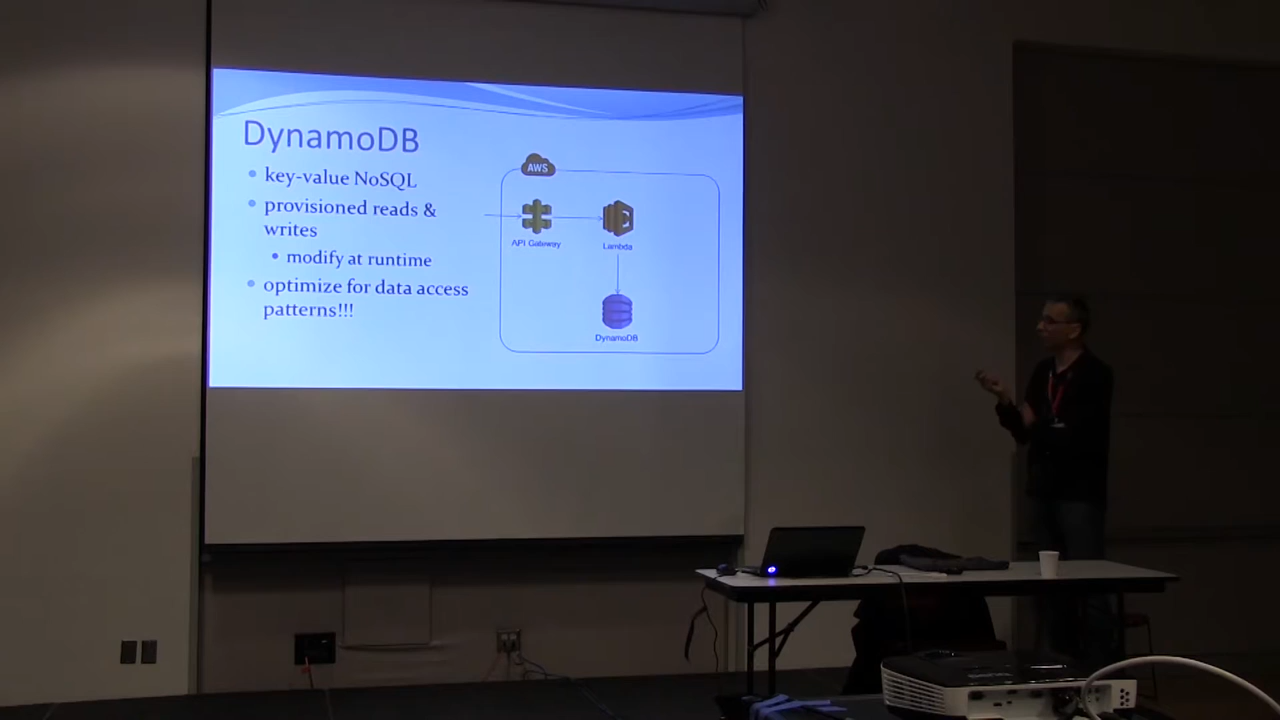 DynamoDB
key-value NoSQL
provisioned reads &
writes
modify at runtime
optimize for data access
patterns!!!
AWS
API Gateway
Lambda
DynamoDB